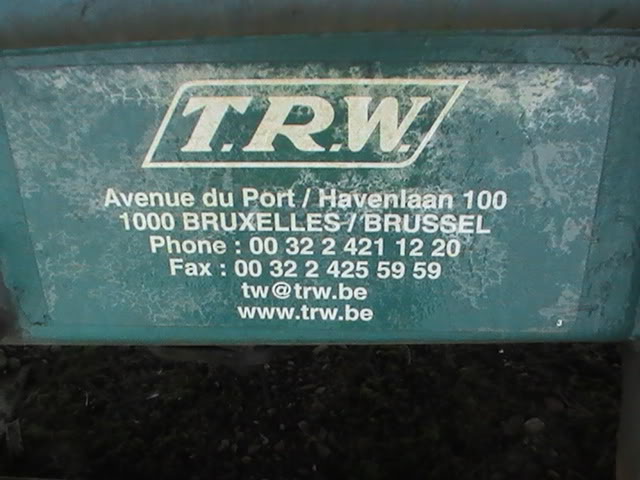 T.R.W.
Avenue du Port / Havenlaan 100
1000 BRUXELLES / BRUSSEL
Phone : 00 32 2 421 12 20
Fax : 00 32 2 425 59 59
tw@trw.be
www.trw.be
3